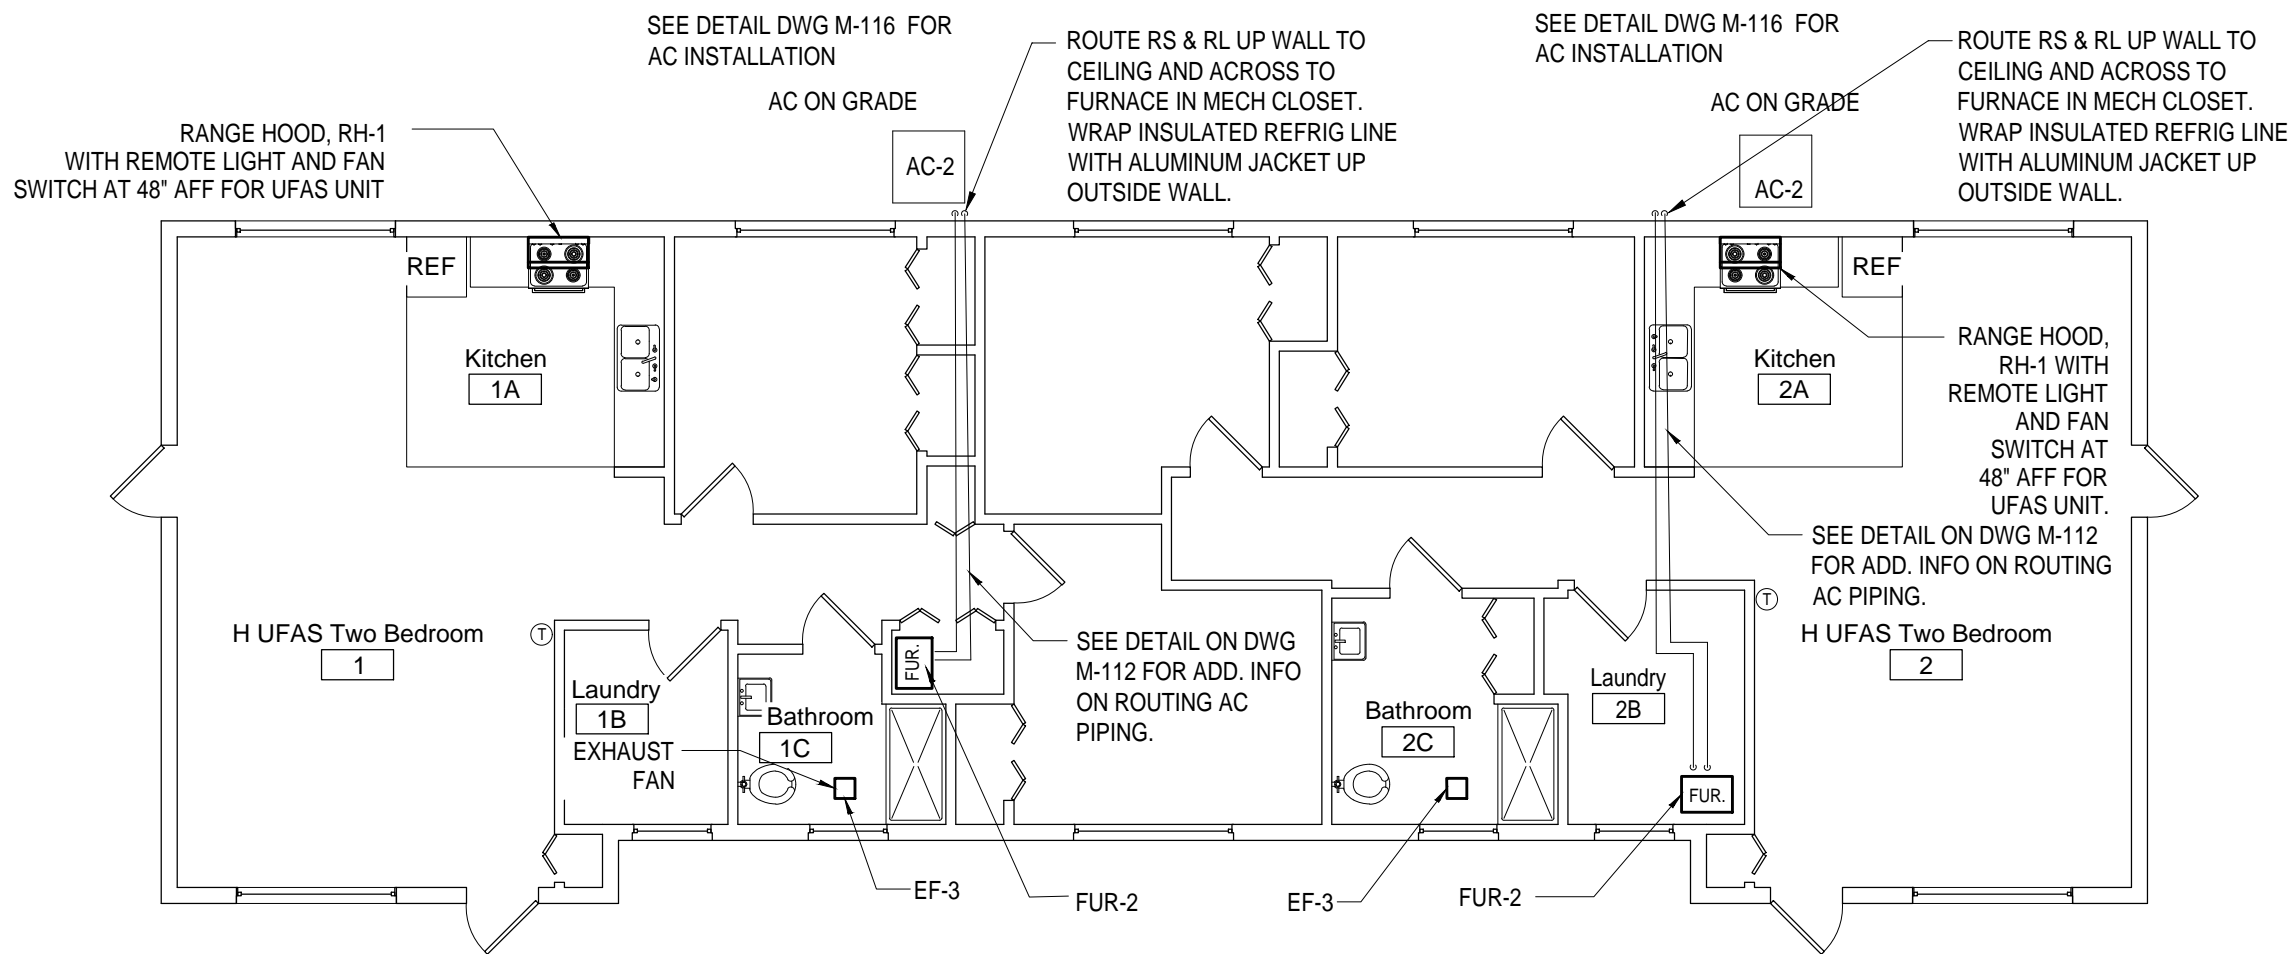 SEE DETAIL DWG M-116 FOR
AC INSTALLATION
AC ON GRADE
AC-2
ROUTE RS & RL UP WALL TO
CEILING AND ACROSS TO
FURNACE IN MECH CLOSET.
WRAP INSULATED REFRIG LINE
WITH ALUMINUM JACKET UP
OUTSIDE WALL.
SEE DETAIL DWG M-116 FOR
AC INSTALLATION
AC ON GRADE
AC-2
ROUTE RS & RL UP WALL TO
CEILING AND ACROSS TO
FURNACE IN MECH CLOSET.
WRAP INSULATED REFRIG LINE
WITH ALUMINUM JACKET UP
OUTSIDE WALL.
RANGE HOOD, RH-1
WITH REMOTE LIGHT AND FAN
SWITCH AT 48" AFF FOR UFAS UNIT
REF
Kitchen
1A
Kitchen
2A
REF
RANGE HOOD,
RH-1 WITH
REMOTE LIGHT
AND FAN
SWITCH AT
48" AFF FOR
UFAS UNIT.
SEE DETAIL ON DWG M-112
FOR ADD. INFO ON ROUTING
AC PIPING.
H UFAS Two Bedroom
1
T
Laundry
1B
EXHAUST
FAN
Bathroom
1C
FUR.
SEE DETAIL ON DWG
M-112 FOR ADD. INFO
ON ROUTING AC
PIPING.
Bathroom
2C
Laundry
2B
FUR.
T
H UFAS Two Bedroom
2
EF-3
FUR-2
EF-3
FUR-2